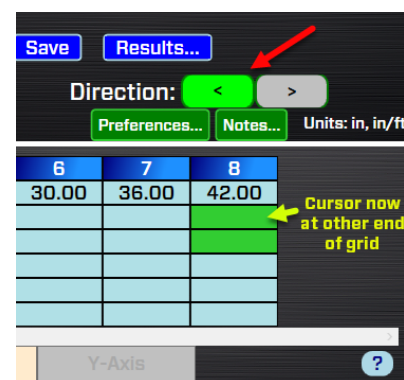 Save Results...
Direction: < >
Preferences... Notes... Units: in, in/ft
6 7 8
30.00 36.00 42.00
Cursor now
at other end
of grid
>
Y-Axis ?